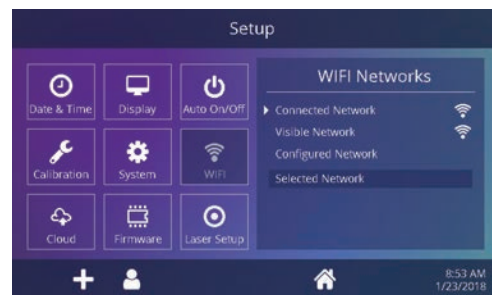 Setup
Date & Time
Display
Auto On/Off
Calibration
System
WIFI
Cloud
Firmware
Laser Setup
WIFI Networks
Connected Network
Visible Network
Configured Network
Selected Network
8:53 AM
1/23/2018